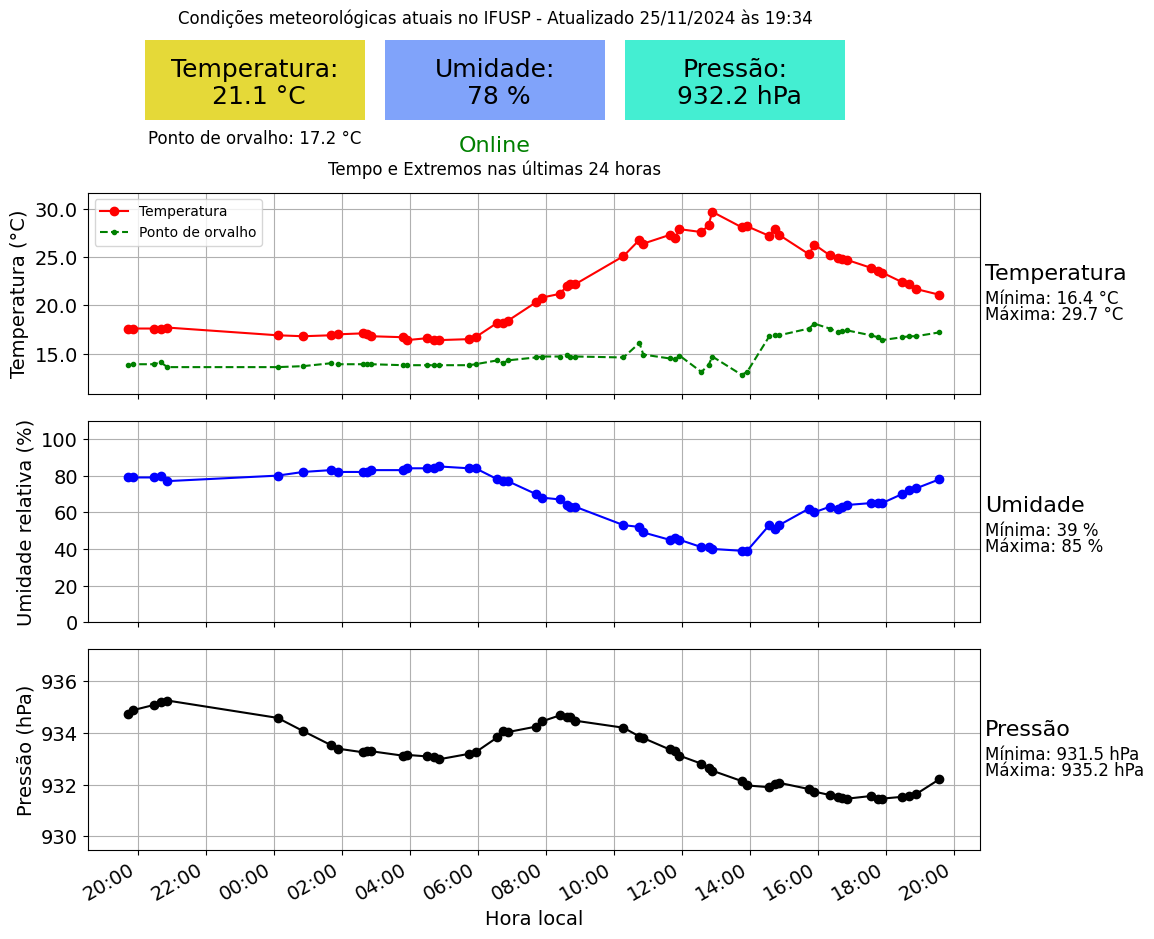 Condições meteorológicas atuais no IFUSP - Atualizado 25/11/2024 às 19:34
Temperatura:
21.1 °C
Umidade:
78 %
Pressão:
932.2 hPa
Ponto de orvalho: 17.2 °C
Online
Tempo e Extremos nas últimas 24 horas
Temperatura (°C)
30.0
25.0
20.0
15.0
Temperatura
Ponto de orvalho
Temperatura
Mínima: 16.4 °C
Máxima: 29.7 °C
Umidade relativa (%)
100
80
60
40
20
0
Umidade
Mínima: 39 %
Máxima: 85 %
Pressão (hPa)
936
934
932
930
Pressão
Mínima: 931.5 hPa
Máxima: 935.2 hPa
20:00 22:00 00:00 02:00 04:00 06:00 08:00 10:00 12:00 14:00 16:00 18:00 20:00
Hora local